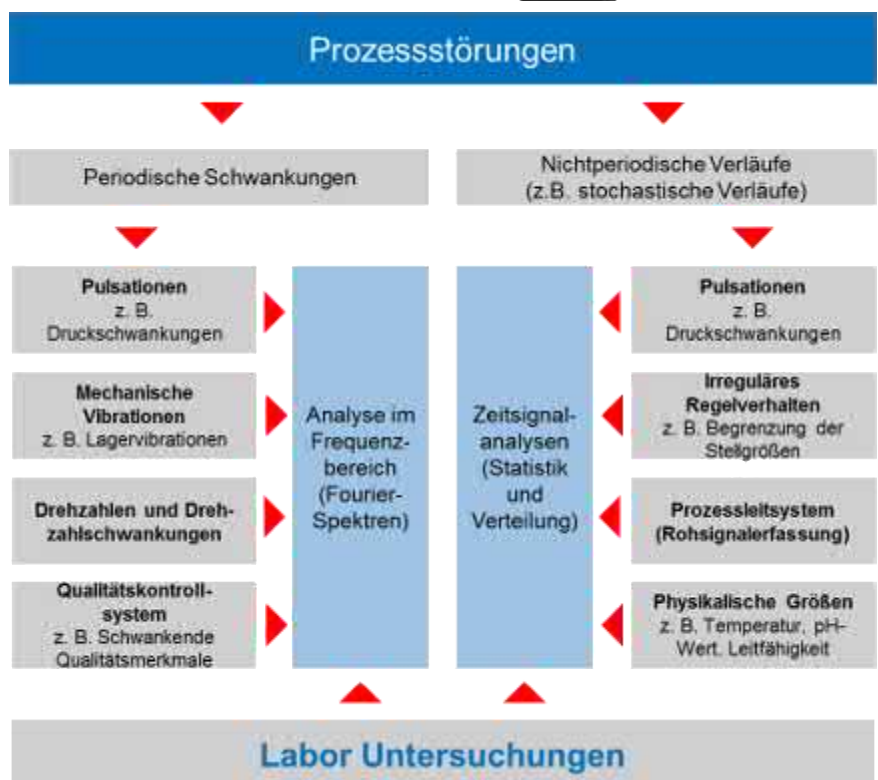 Prozessstörungen
Periodische Schwankungen
Nichtperiodische Verläufe
(z.B. stochastische Verläufe)
Pulsationen
z. B.
Druckschwankungen
Mechanische
Vibrationen
z. B. Lagervibrationen
Drehzahlen und Dreh-
zahlschwankungen
Qualitätskontroll-
system
z. B. Schwankende
Qualitätsmerkmale
Analyse im
Frequenz-
bereich
(Fourier-
Spektren)
Zeitsignal-
analysen
(Statistik
und
Verteilung)
Pulsationen
z. B.
Druckschwankungen
Irreguläres
Regelverhalten
z. B. Begrenzung der
Stellgrößen
Prozessleitsystem
(Rohsignalerfassung)
Physikalische Größen
z. B. Temperatur, pH-
Wert. Leitfähigkeit
Labor Untersuchungen